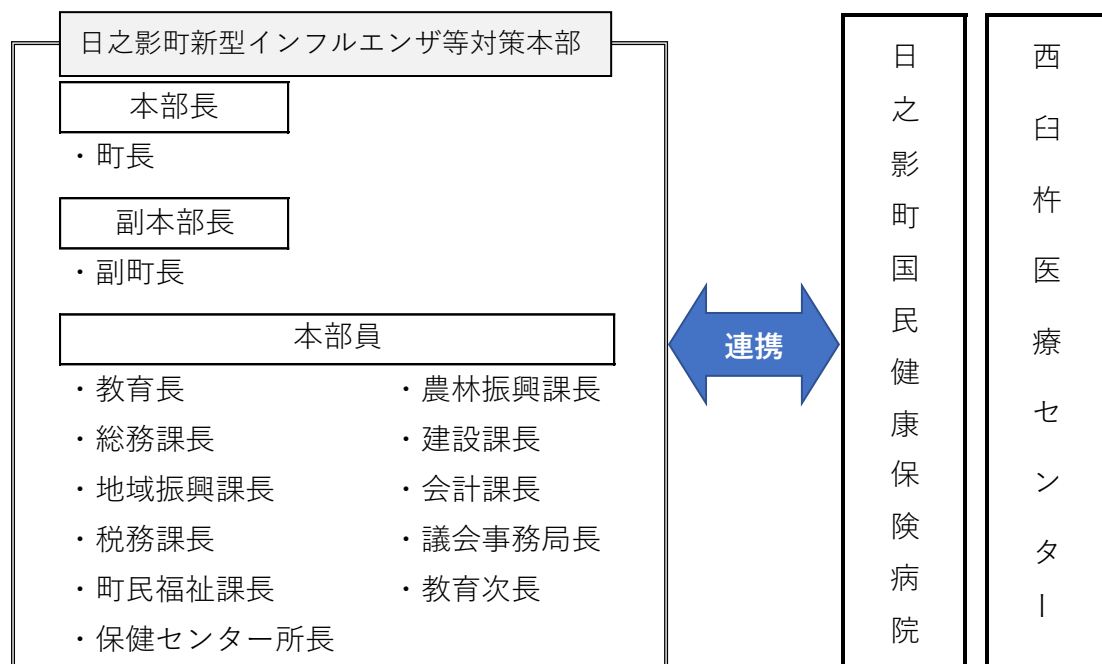 日之影町新型インフルエンザ等対策本部
本部長
・町長
副本部長
・副町長
本部員
・教育長
・総務課長
・地域振興課長
・税務課長
・町民福祉課長
・保健センター所長
・農林振興課長
・建設課長
・会計課長
・議会事務局長
・教育次長
連携
日之影町国民健康保険病院
西臼杵医療センター